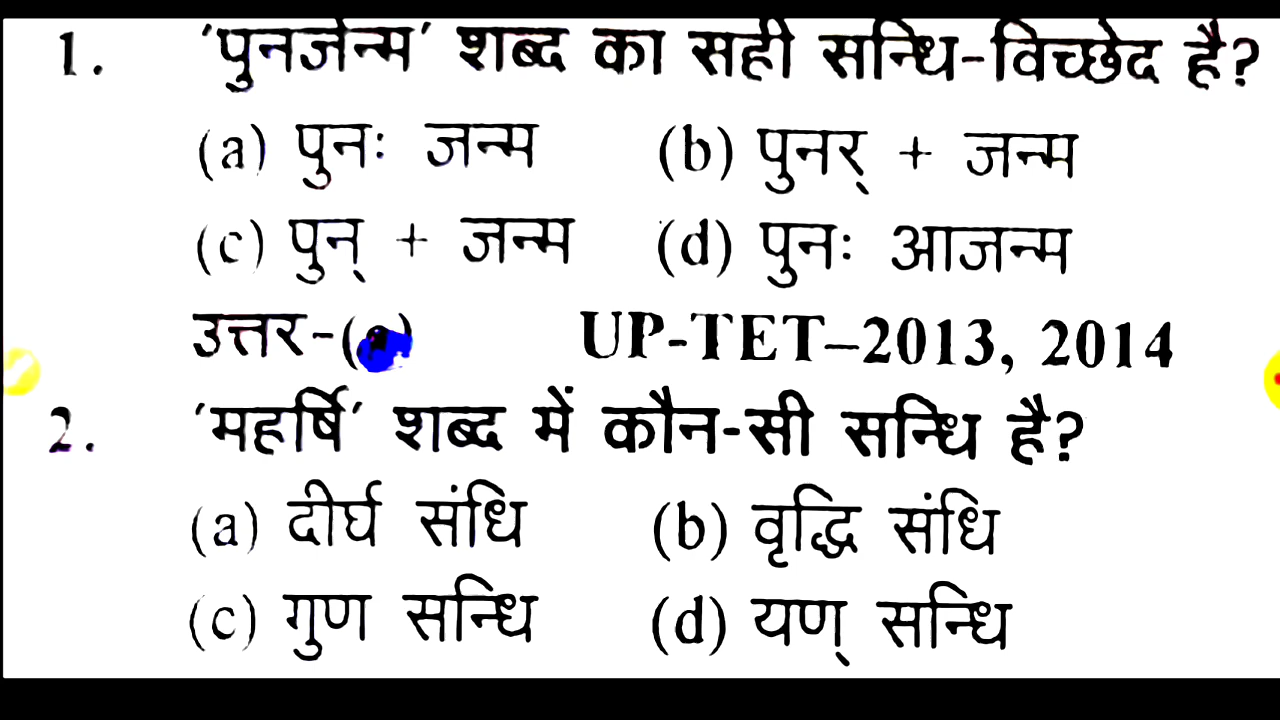 1. 'पुनर्जन्म' शब्द का सही सन्धि-विच्छेद है?
(a) पुनः जन्म (b) पुनर् + जन्म
(c) पुन् + जन्म (d) पुनः आजन्म
उत्तर-( ) UP-TET–2013, 2014
2. 'महर्षि' शब्द में कौन-सी सन्धि है?
(a) दीर्घ संधि (b) वृद्धि संधि
(c) गुण सन्धि (d) यण् सन्धि